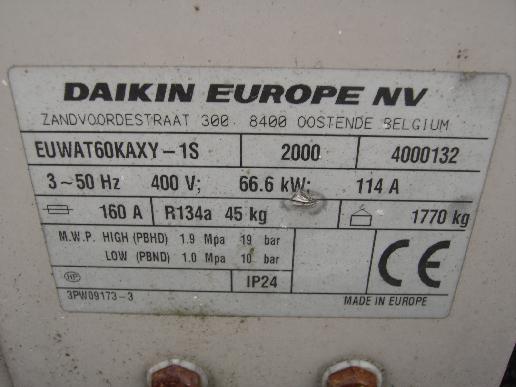 DAIKIN EUROPE NV
ZANDVOORDESTRAAT 300 8400 OOSTENDE BELGIUM
EUWAT60KAXY-1S 2000 4000132
3~50 Hz 400 V; 66.6 kW; 114 A
160 A R134a 45 kg 1770 kg
M.W.P. HIGH (PBHD) 1.9 Mpa 19 bar
LOW (PBND) 1.0 Mpa 10 bar
CE
HP IP24
3PW09173-3 MADE IN EUROPE